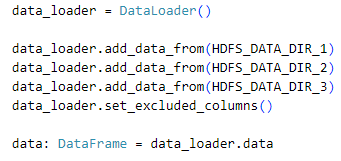 data_loader = DataLoader()
data_loader.add_data_from(HDFS_DATA_DIR_1)
data_loader.add_data_from(HDFS_DATA_DIR_2)
data_loader.add_data_from(HDFS_DATA_DIR_3)
data_loader.set_excluded_columns()
data: DataFrame = data_loader.data